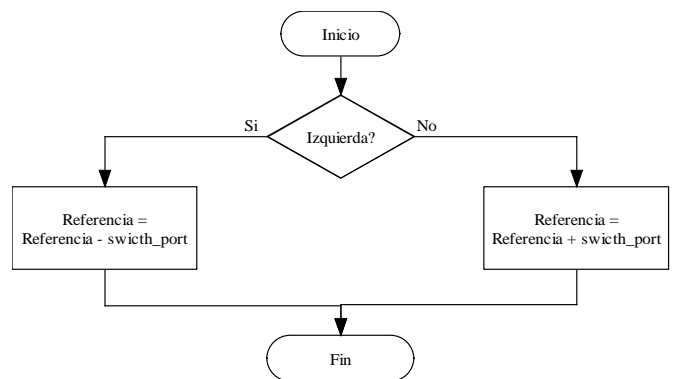 Inicio
Izquierda?
Si
No
Referencia =
Referencia - swicth_port
Referencia =
Referencia + swicth_port
Fin